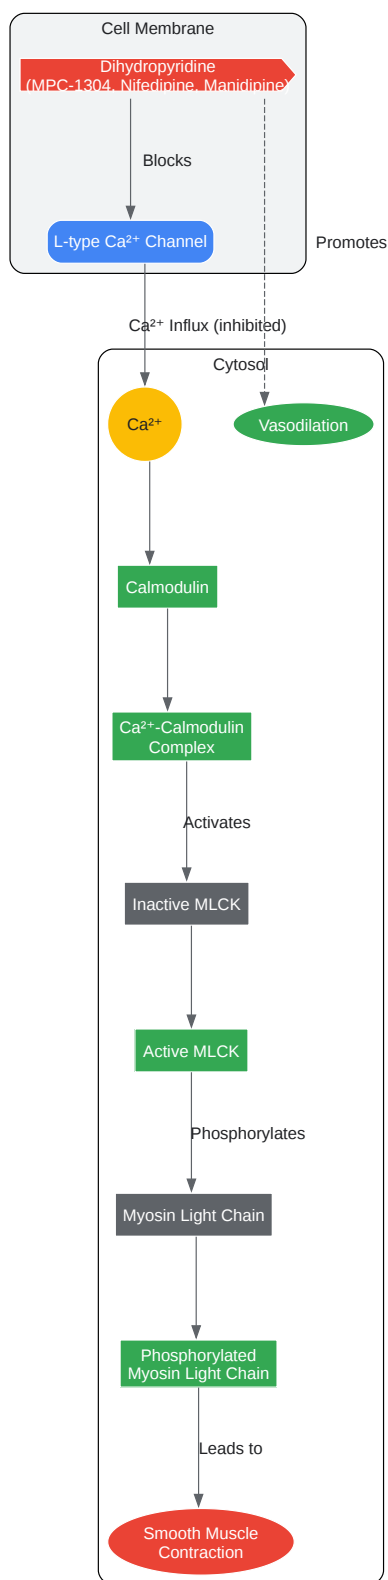 Cell Membrane
Dihydropyridine
(MPC-1304, Nifedipine, Manidipine)
Blocks
L-type Ca²⁺ Channel
Promotes
Ca²⁺ Influx (inhibited)
Cytosol
Ca²⁺
Vasodilation
Calmodulin
Ca²⁺-Calmodulin
Complex
Activates
Inactive MLCK
Active MLCK
Phosphorylates
Myosin Light Chain
Phosphorylated
Myosin Light Chain
Leads to
Smooth Muscle
Contraction